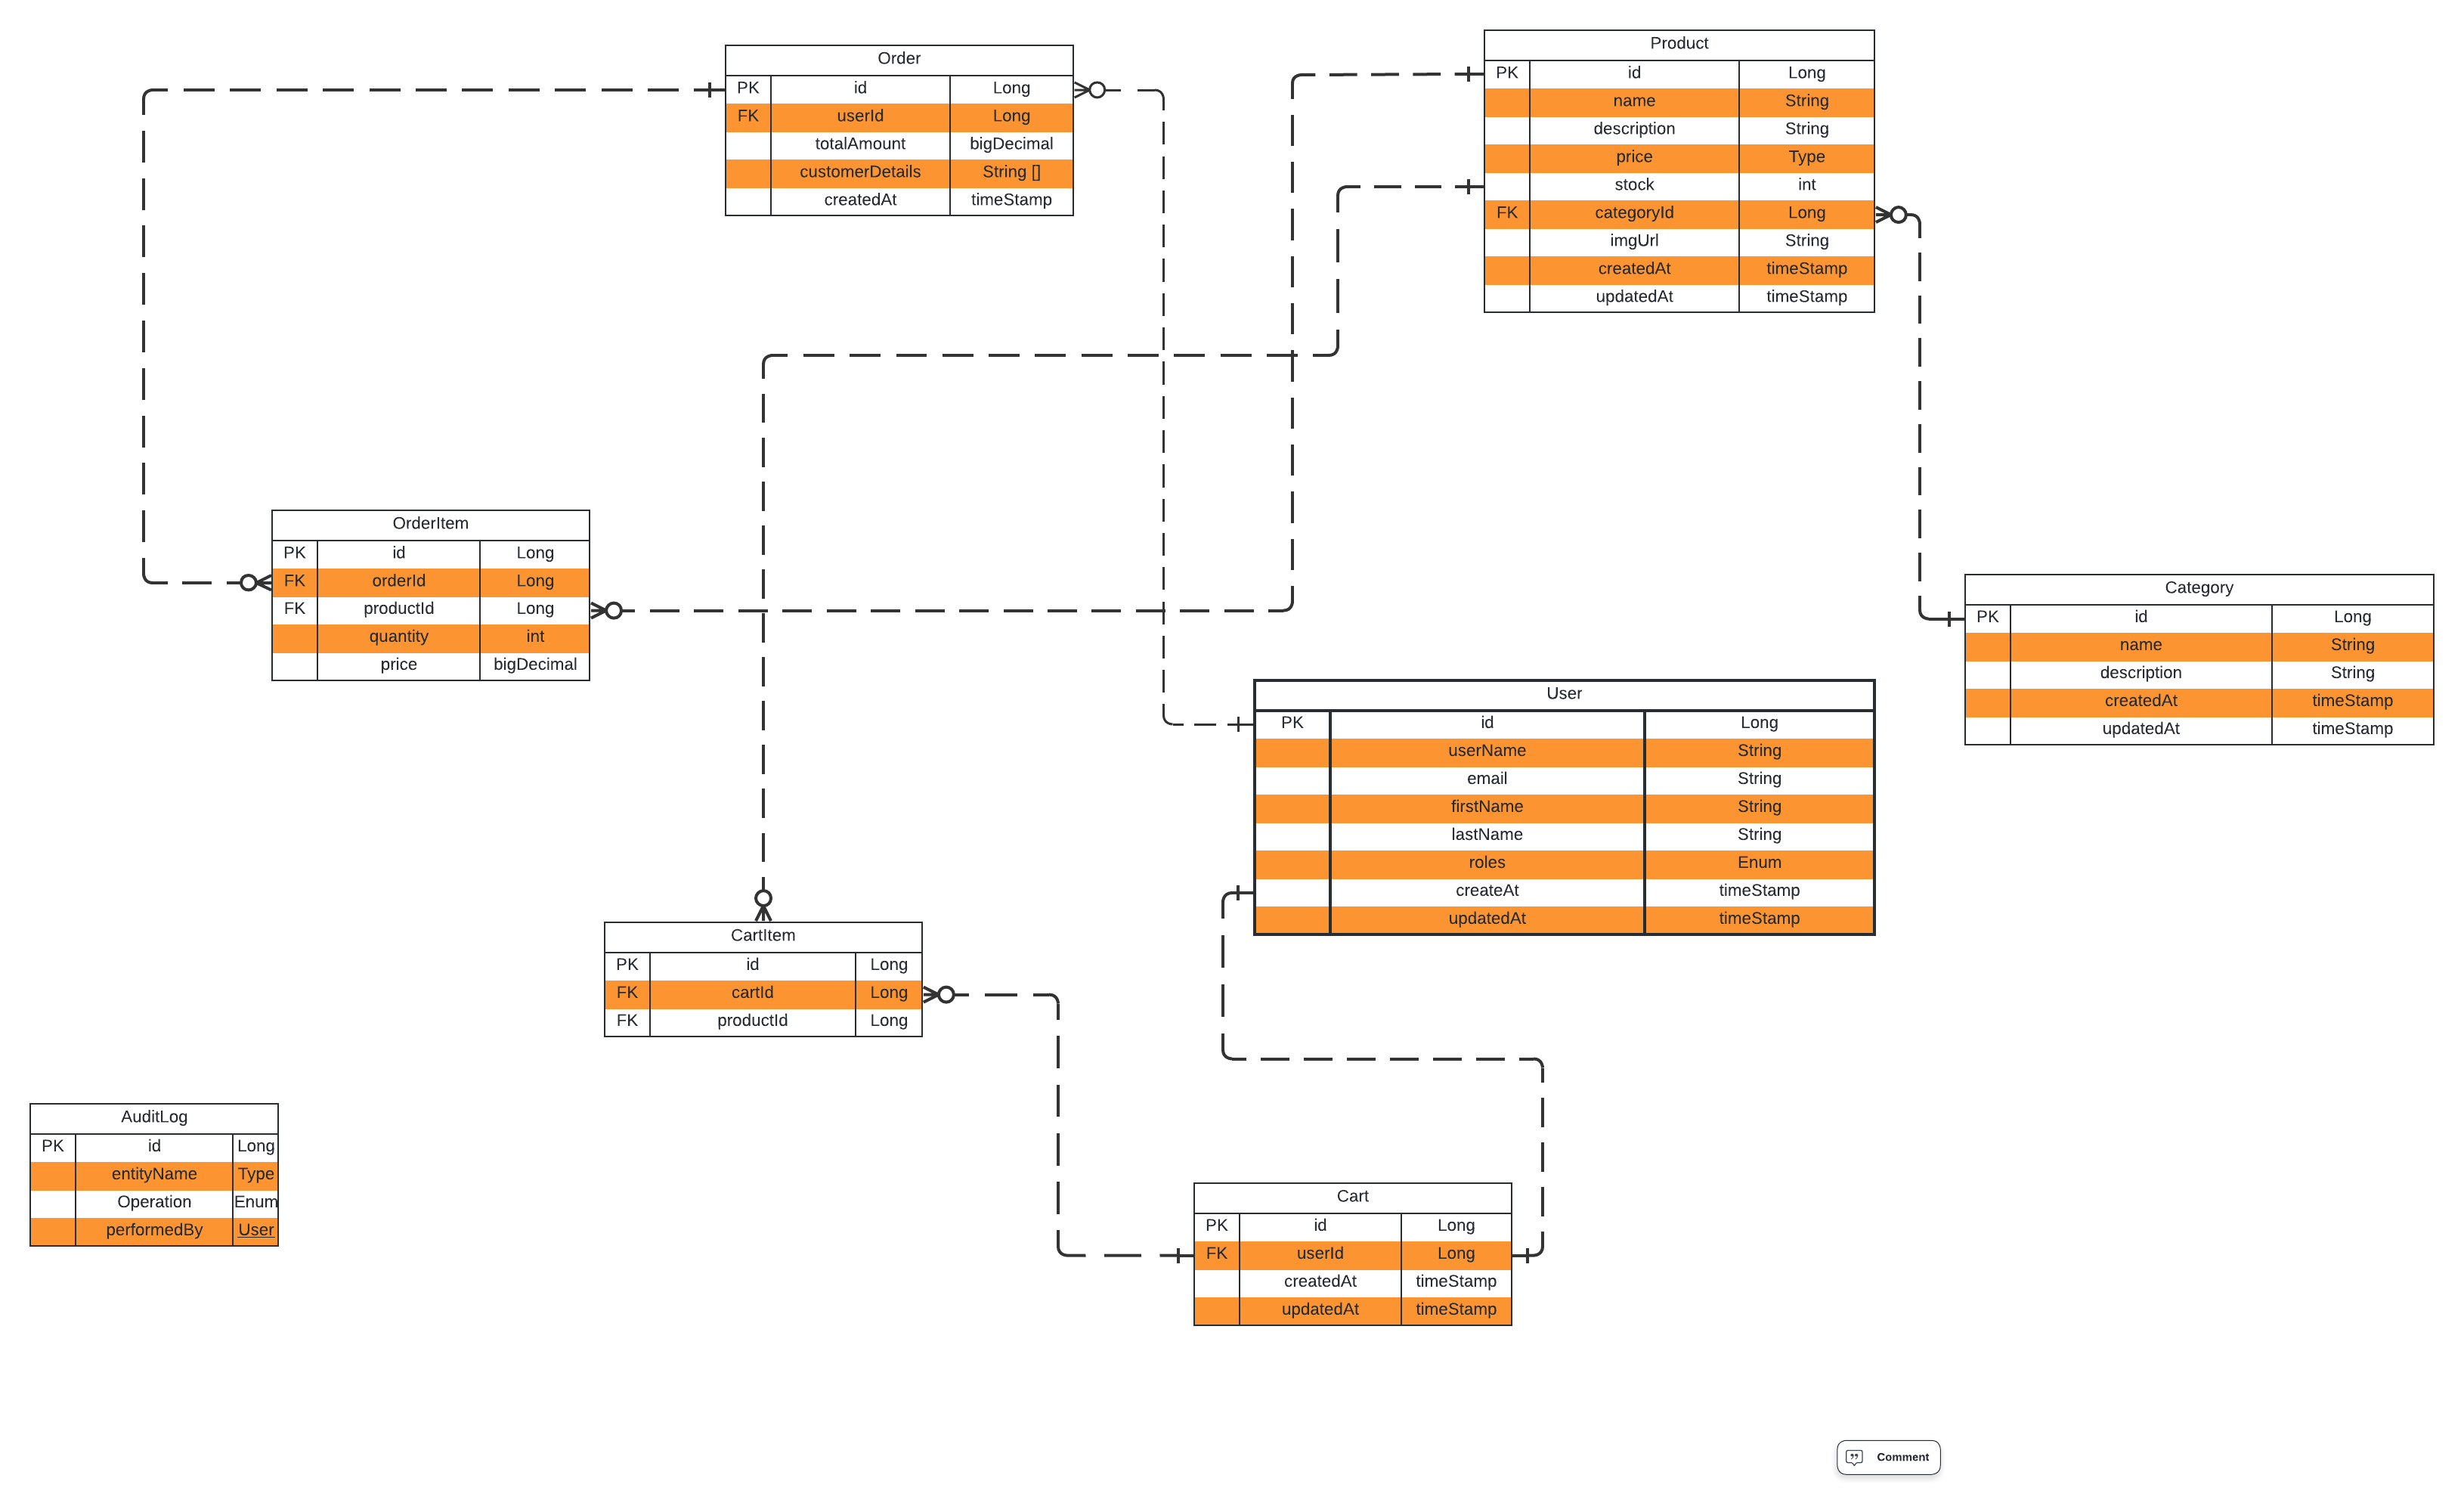 Order
PK id Long
FK userId Long
totalAmount bigDecimal
customerDetails String []
createdAt timeStamp
Product
PK id Long
name String
description String
price Type
stock int
FK categoryId Long
imgUrl String
createdAt timeStamp
updatedAt timeStamp
OrderItem
PK id Long
FK orderId Long
FK productId Long
quantity int
price bigDecimal
Category
PK id Long
name String
description String
createdAt timeStamp
updatedAt timeStamp
User
PK id Long
userName String
email String
firstName String
lastName String
roles Enum
createAt timeStamp
updatedAt timeStamp
CartItem
PK id Long
FK cartId Long
FK productId Long
AuditLog
PK id Long
entityName Type
Operation Enum
performedBy User
Cart
PK id Long
FK userId Long
createdAt timeStamp
updatedAt timeStamp
Comment